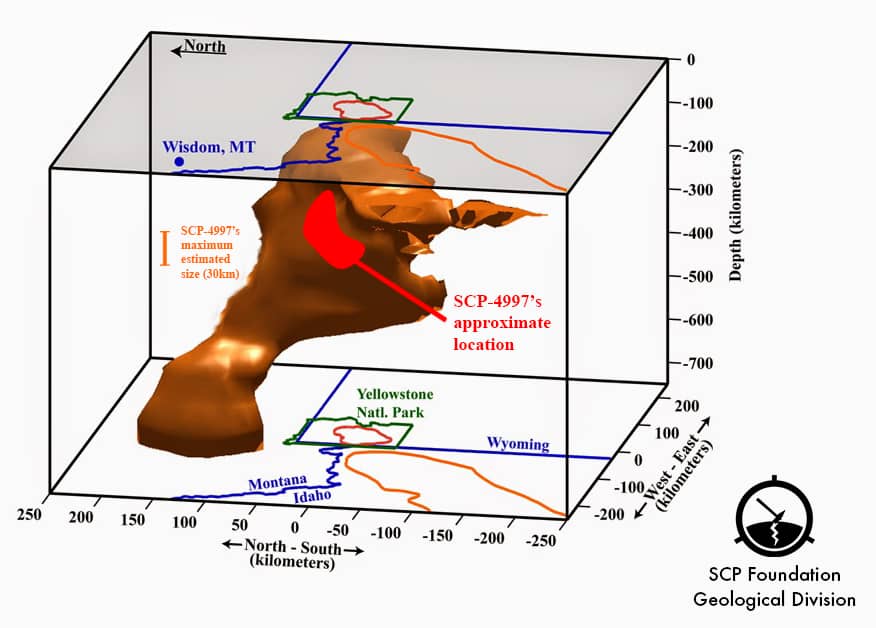 North
Wisdom, MT
SCP-4997's
maximum
estimated
size (30km)
SCP-4997's
approximate
location
0
-100
-200
-300
-400
-500
-600
-700
Depth (kilometers)
Yellowstone
Natl. Park
Wyoming
Montana
Idaho
200
100
0
-100
-200
West - East
(kilometers)
250
200
150
100
50
0
-50
-100
-150
-200
-250
North - South
(kilometers)
SCP Foundation
Geological Division